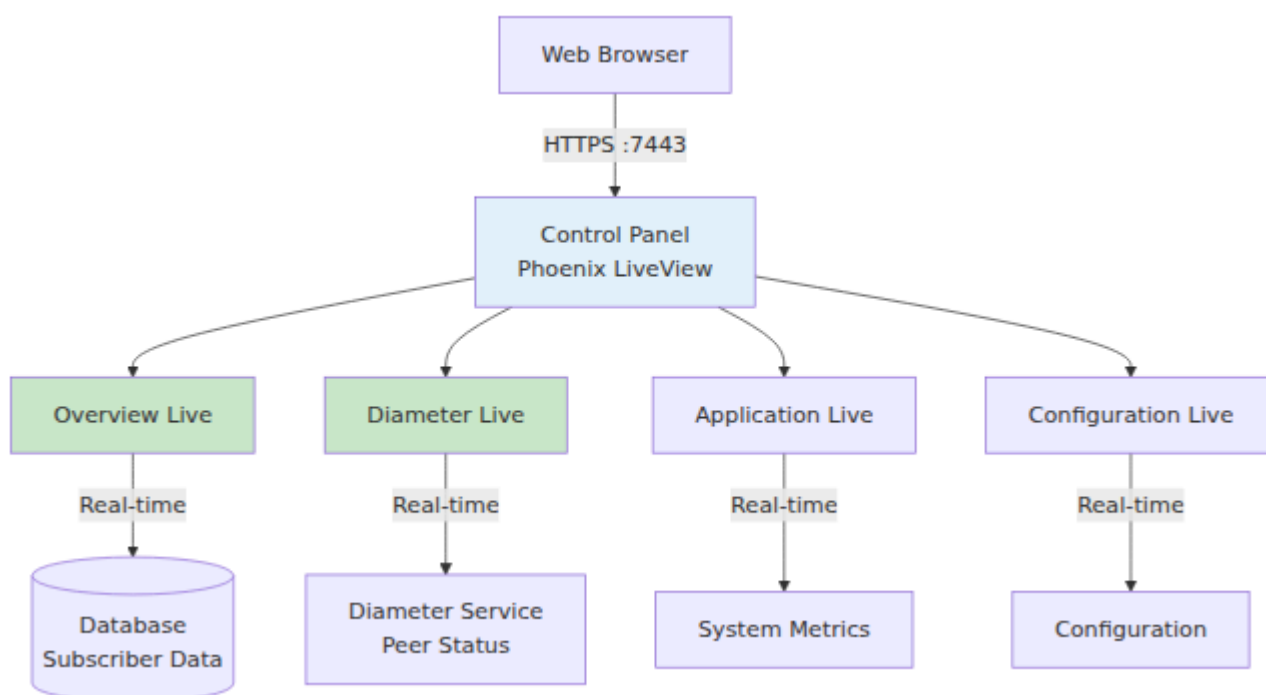 Web Browser
HTTPS :7443
Control Panel
Phoenix LiveView
Overview Live
Diameter Live
Application Live
Configuration Live
Real-time
Real-time
Real-time
Real-time
Database
Subscriber Data
Diameter Service
Peer Status
System Metrics
Configuration